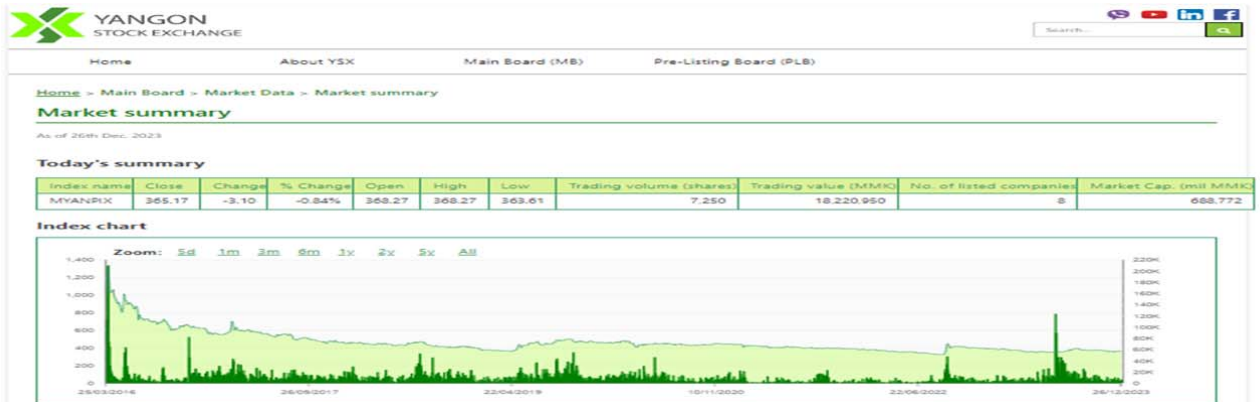 YANGON
STOCK EXCHANGE
Search...
Home About YSX Main Board (MB) Pre-Listing Board (PLB)
Home > Main Board > Market Data > Market summary
Market summary
As of 26th Dec. 2023
Today's summary
Index name Close Change % Change Open High Low Trading volume (shares) Trading value (MMK) No. of listed companies Market Cap. (mil MMK)
MYANPIX 365.17 -3.10 -0.84% 368.27 368.27 363.61 7,250 18,220,950 8 688,772
Index chart
Zoom: 5d 1m 3m 6m 1y 2y 5y All
1,400 220K
1,200 200K
180K
1,000 160K
140K
800 120K
600 100K
80K
400 60K
40K
200 20K
0 0
25/03/2016 26/05/2017 22/04/2019 10/11/2020 22/06/2022 26/12/2023